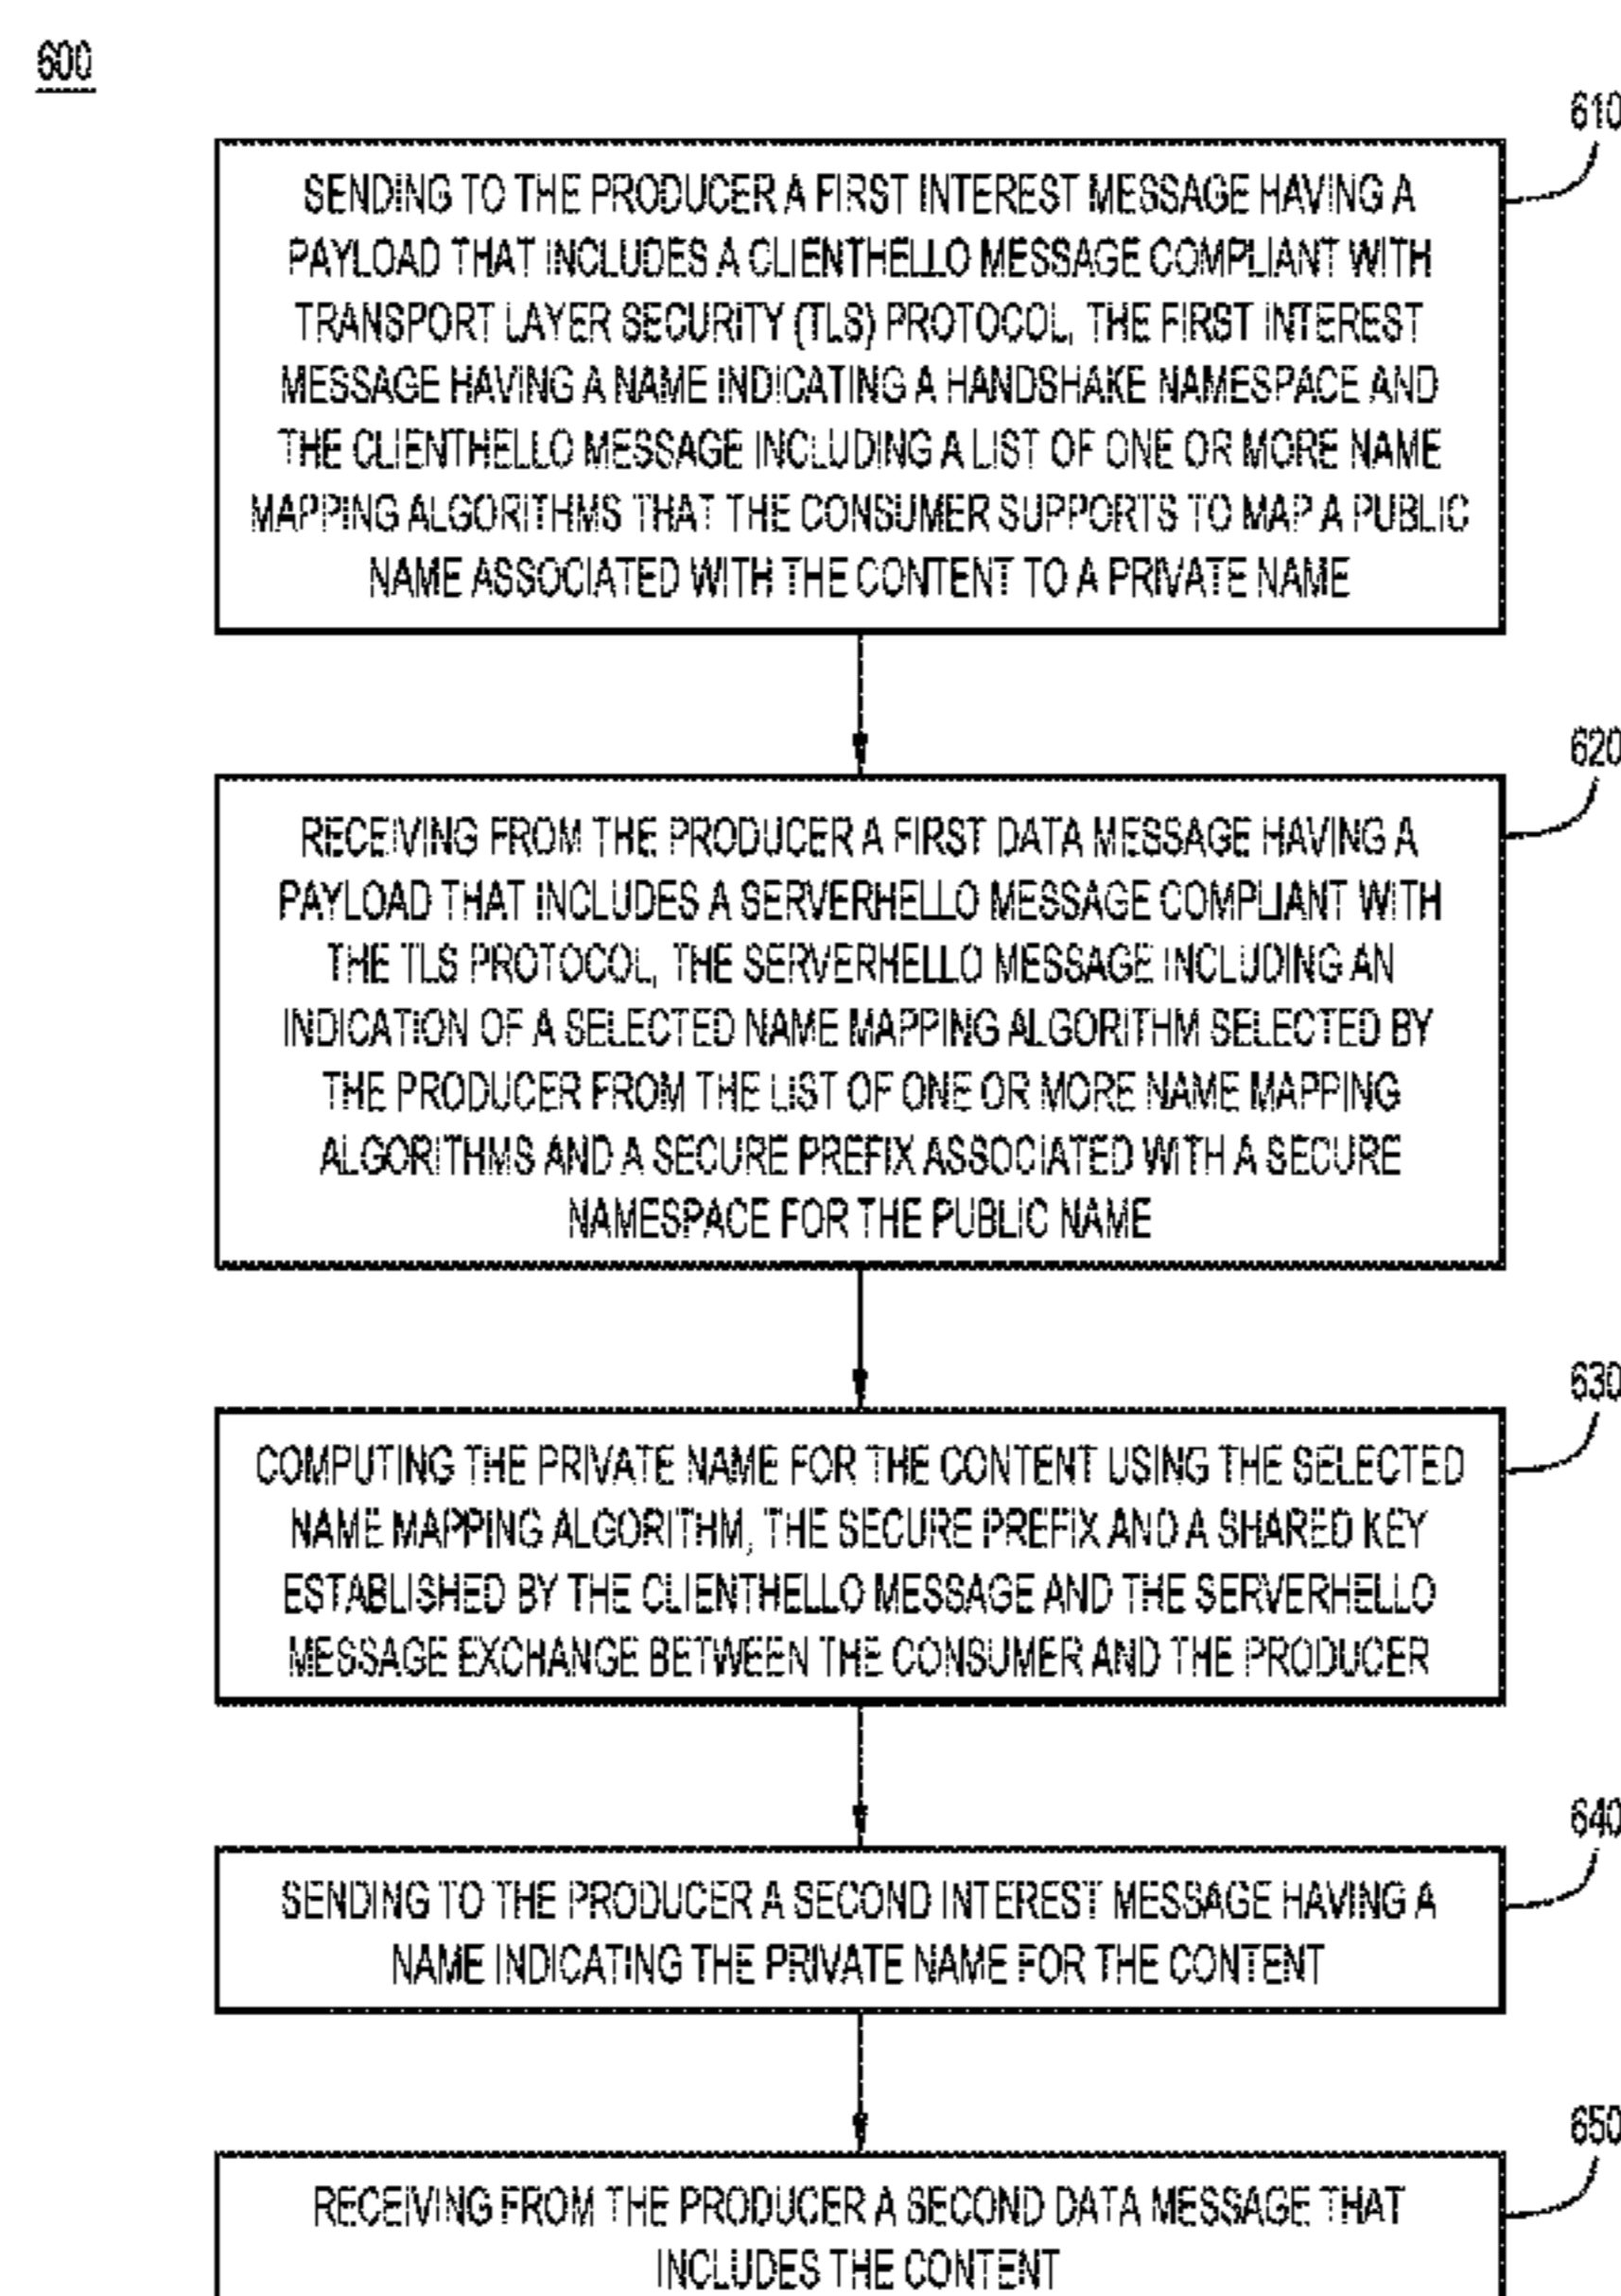 600
610
SENDING TO THE PRODUCER A FIRST INTEREST MESSAGE HAVING A
PAYLOAD THAT INCLUDES A CLIENTHELLO MESSAGE COMPLIANT WITH
TRANSPORT LAYER SECURITY (TLS) PROTOCOL, THE FIRST INTEREST
MESSAGE HAVING A NAME INDICATING A HANDSHAKE NAMESPACE AND
THE CLIENTHELLO MESSAGE INCLUDING A LIST OF ONE OR MORE NAME
MAPPING ALGORITHMS THAT THE CONSUMER SUPPORTS TO MAP A PUBLIC
NAME ASSOCIATED WITH THE CONTENT TO A PRIVATE NAME
620
RECEIVING FROM THE PRODUCER A FIRST DATA MESSAGE HAVING A
PAYLOAD THAT INCLUDES A SERVERHELLO MESSAGE COMPLIANT WITH
THE TLS PROTOCOL, THE SERVERHELLO MESSAGE INCLUDING AN
INDICATION OF A SELECTED NAME MAPPING ALGORITHM SELECTED BY
THE PRODUCER FROM THE LIST OF ONE OR MORE NAME MAPPING
ALGORITHMS AND A SECURE PREFIX ASSOCIATED WITH A SECURE
NAMESPACE FOR THE PUBLIC NAME
630
COMPUTING THE PRIVATE NAME FOR THE CONTENT USING THE SELECTED
NAME MAPPING ALGORITHM, THE SECURE PREFIX AND A SHARED KEY
ESTABLISHED BY THE CLIENTHELLO MESSAGE AND THE SERVERHELLO
MESSAGE EXCHANGE BETWEEN THE CONSUMER AND THE PRODUCER
640
SENDING TO THE PRODUCER A SECOND INTEREST MESSAGE HAVING A
NAME INDICATING THE PRIVATE NAME FOR THE CONTENT
650
RECEIVING FROM THE PRODUCER A SECOND DATA MESSAGE THAT
INCLUDES THE CONTENT